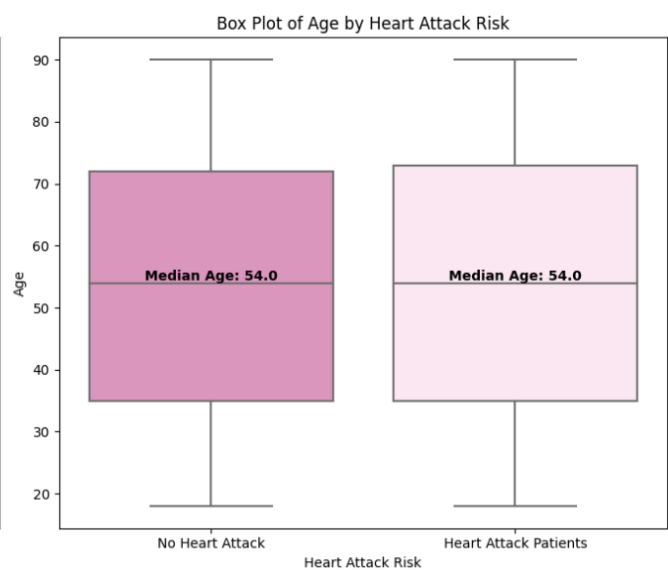 Box Plot of Age by Heart Attack Risk
90
80
70
60
50
40
30
20
Age
Median Age: 54.0
Median Age: 54.0
No Heart Attack
Heart Attack Patients
Heart Attack Risk